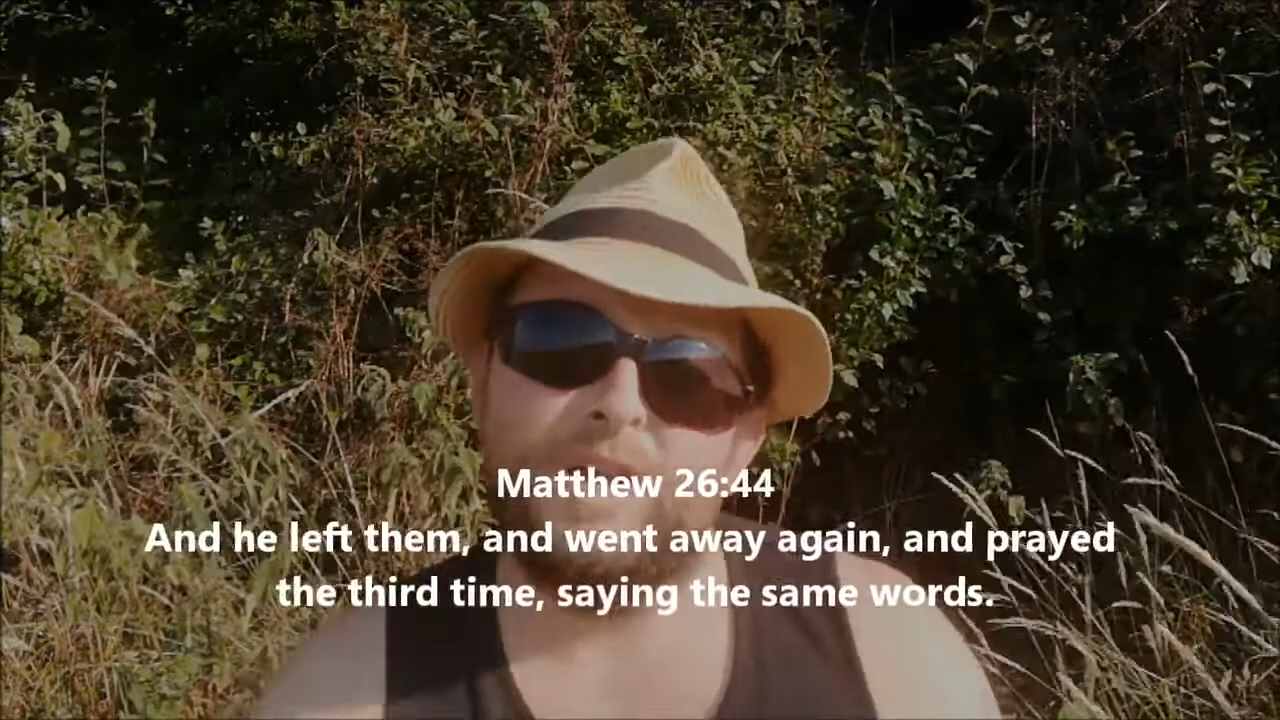 Matthew 26:44
And he left them, and went away again, and prayed
the third time, saying the same words.